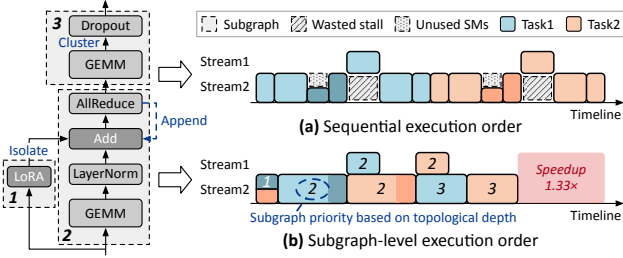 3
Dropout
Cluster
GEMM
AllReduce
Append
Add
Isolate
LoRA
1
LayerNorm
GEMM
2
Subgraph Wasted stall Unused SMs Task1 Task2
Stream1
Stream2
Timeline
(a) Sequential execution order
Stream1
2 2
Stream2
1 2 2 3 3
Speedup
1.33×
Timeline
Subgraph priority based on topological depth
(b) Subgraph-level execution order